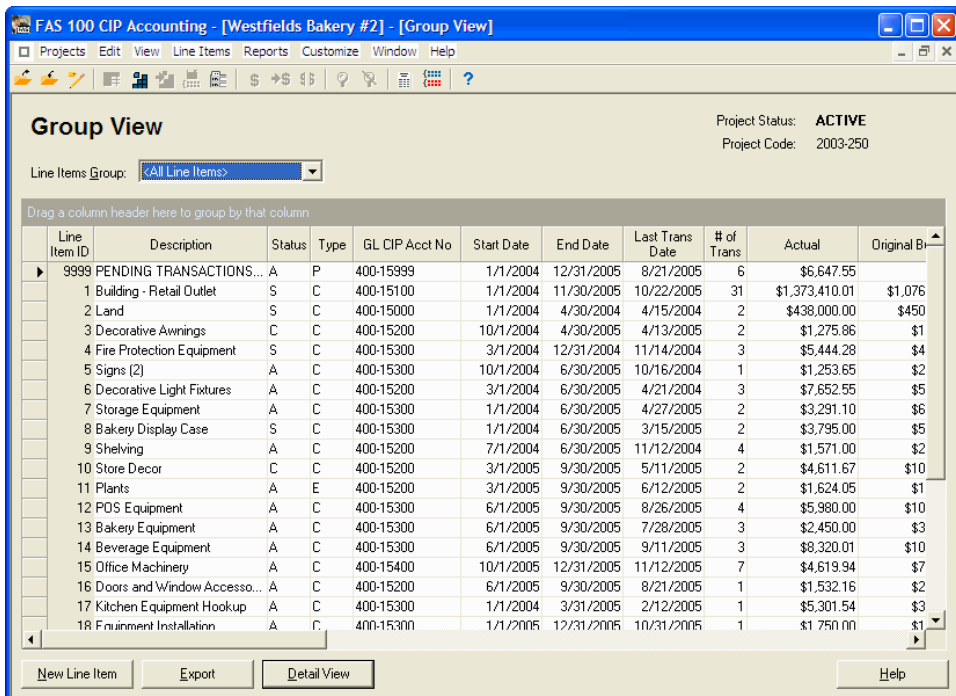 FAS 100 CIP Accounting - [Westfields Bakery #2] - [Group View]
Projects Edit View Line Items Reports Customize Window Help
Group View
Project Status: ACTIVE
Project Code: 2003-250
Line Items Group: <All Line Items>
Drag a column header here to group by that column
Line Item ID Description Status Type GL CIP Acct No Start Date End Date Last Trans Date # of Trans Actual Original B
9999 PENDING TRANSACTIONS... A P 400-15999 1/1/2004 12/31/2005 8/21/2005 6 $6,647.55
1 Building - Retail Outlet S C 400-15100 1/1/2004 11/30/2005 10/22/2005 31 $1,373,410.01 $1,076
2 Land S C 400-15000 1/1/2004 4/30/2004 4/15/2004 2 $438,000.00 $450
3 Decorative Awnings C C 400-15200 10/1/2004 4/30/2005 4/13/2005 2 $1,275.86 $1
4 Fire Protection Equipment S C 400-15300 3/1/2004 12/31/2004 11/14/2004 3 $5,444.28 $4
5 Signs (2) A C 400-15300 10/1/2004 6/30/2005 10/16/2004 1 $1,253.65 $2
6 Decorative Light Fixtures A C 400-15200 3/1/2004 6/30/2005 4/21/2004 3 $7,652.55 $5
7 Storage Equipment A C 400-15300 1/1/2004 6/30/2005 4/27/2005 2 $3,291.10 $6
8 Bakery Display Case S C 400-15300 1/1/2004 6/30/2005 3/15/2005 2 $3,795.00 $5
9 Shelving A C 400-15200 7/1/2004 6/30/2005 11/12/2004 4 $1,571.00 $2
10 Store Decor C C 400-15200 3/1/2005 9/30/2005 5/11/2005 2 $4,611.67 $10
11 Plants A E 400-15200 3/1/2005 9/30/2005 6/12/2005 2 $1,624.05 $1
12 POS Equipment A C 400-15300 6/1/2005 9/30/2005 8/26/2005 4 $5,980.00 $10
13 Bakery Equipment A C 400-15300 6/1/2005 9/30/2005 7/28/2005 3 $2,450.00 $3
14 Beverage Equipment A C 400-15300 6/1/2005 9/30/2005 9/11/2005 3 $8,320.01 $10
15 Office Machinery A C 400-15400 10/1/2005 12/31/2005 11/12/2005 7 $4,619.94 $7
16 Doors and Window Accesso... A C 400-15200 6/1/2005 9/30/2005 8/21/2005 1 $1,532.16 $2
17 Kitchen Equipment Hookup A C 400-15300 1/1/2004 3/31/2005 2/12/2005 1 $5,301.54 $3
18 Equipment Installation A C 400-15300 1/1/2005 12/31/2005 10/31/2005 1 $1,750.00 $1
New Line Item Export Detail View Help